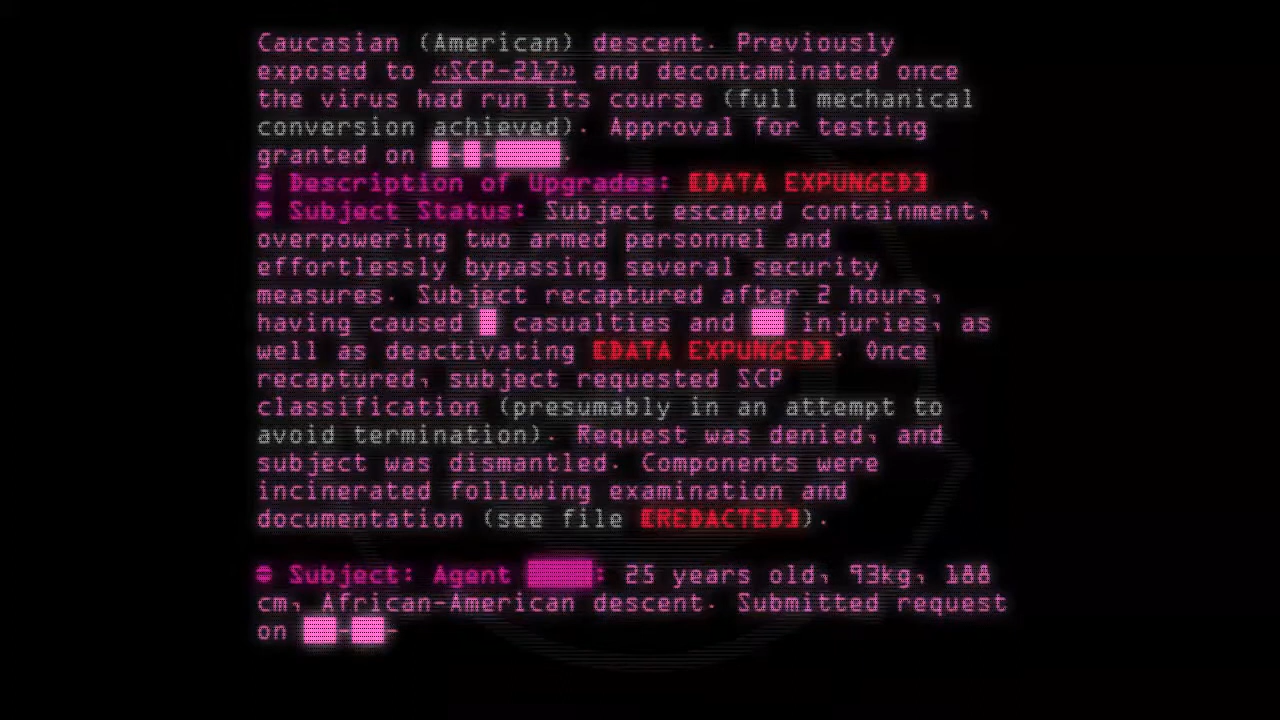 Caucasian (American) descent. Previously
exposed to «SCP-217» and decontaminated once
the virus had run its course (full mechanical
conversion achieved). Approval for testing
granted on █-█-████.
Description of Upgrades: [DATA EXPUNGED]
Subject Status: Subject escaped containment,
overpowering two armed personnel and
effortlessly bypassing several security
measures. Subject recaptured after 2 hours,
having caused █ casualties and ██ injuries, as
well as deactivating [DATA EXPUNGED]. Once
recaptured, subject requested SCP
classification (presumably in an attempt to
avoid termination). Request was denied, and
subject was dismantled. Components were
incinerated following examination and
documentation (see file [REDACTED]).
Subject: Agent ████: 25 years old, 93kg, 188
cm, African-American descent. Submitted request
on ██-██-